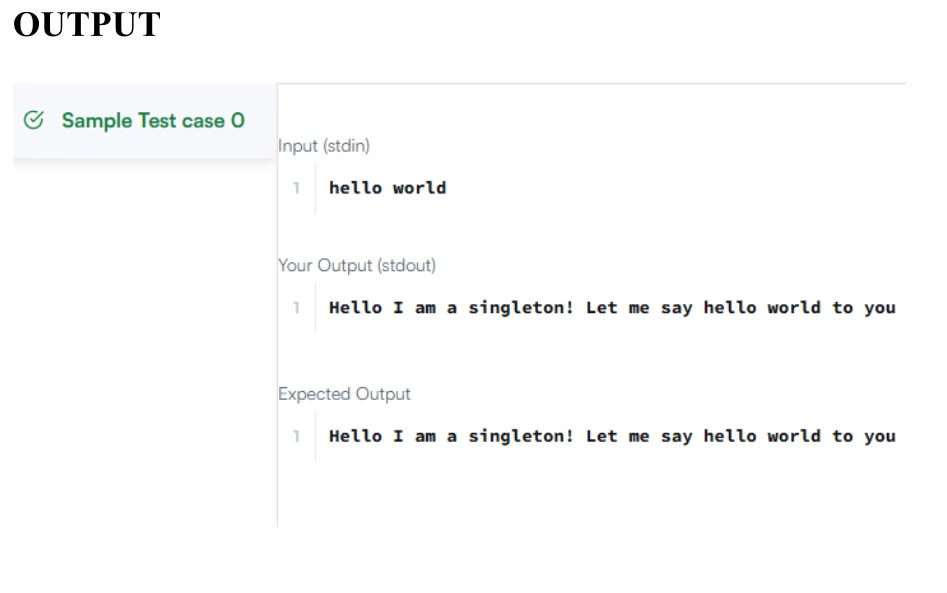 OUTPUT
Sample Test case 0
Input (stdin)
1 hello world
Your Output (stdout)
1 Hello I am a singleton! Let me say hello world to you
Expected Output
1 Hello I am a singleton! Let me say hello world to you